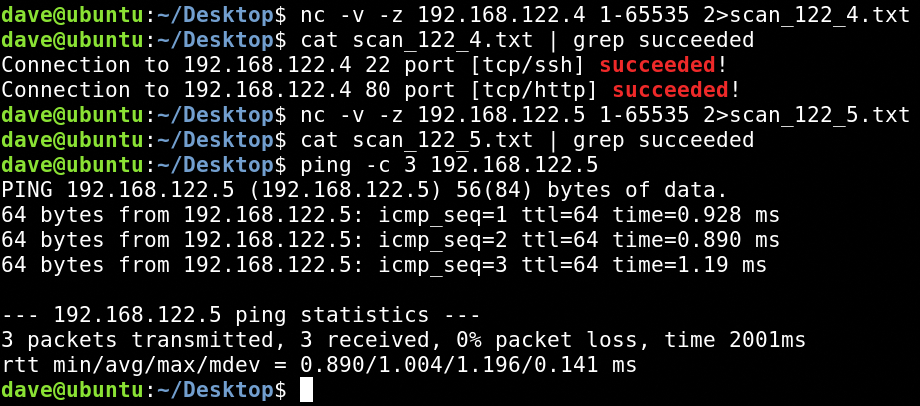 dave@ubuntu:~/Desktop$ nc -v -z 192.168.122.4 1-65535 2>scan_122_4.txt
dave@ubuntu:~/Desktop$ cat scan_122_4.txt | grep succeeded
Connection to 192.168.122.4 22 port [tcp/ssh] succeeded!
Connection to 192.168.122.4 80 port [tcp/http] succeeded!
dave@ubuntu:~/Desktop$ nc -v -z 192.168.122.5 1-65535 2>scan_122_5.txt
dave@ubuntu:~/Desktop$ cat scan_122_5.txt | grep succeeded
dave@ubuntu:~/Desktop$ ping -c 3 192.168.122.5
PING 192.168.122.5 (192.168.122.5) 56(84) bytes of data.
64 bytes from 192.168.122.5: icmp_seq=1 ttl=64 time=0.928 ms
64 bytes from 192.168.122.5: icmp_seq=2 ttl=64 time=0.890 ms
64 bytes from 192.168.122.5: icmp_seq=3 ttl=64 time=1.19 ms
--- 192.168.122.5 ping statistics ---
3 packets transmitted, 3 received, 0% packet loss, time 2001ms
rtt min/avg/max/mdev = 0.890/1.004/1.196/0.141 ms
dave@ubuntu:~/Desktop$